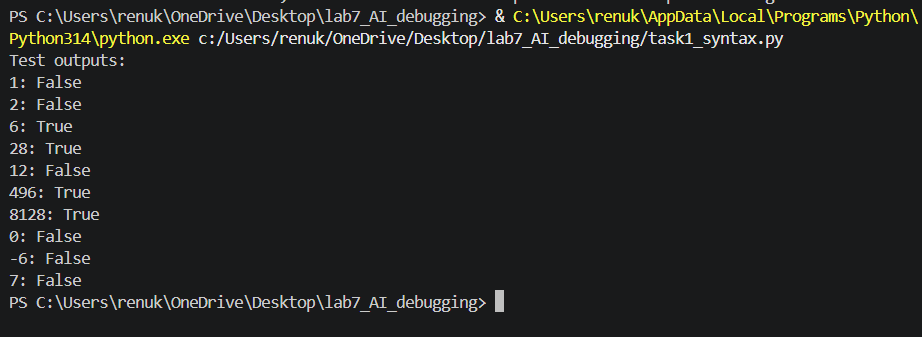 PS C:\Users\renuk\OneDrive\Desktop\lab7_AI_debugging> & C:\Users\renuk\AppData\Local\Programs\Python\
Python314\python.exe c:/Users/renuk/OneDrive/Desktop/lab7_AI_debugging/task1_syntax.py
Test outputs:
1: False
2: False
6: True
28: True
12: False
496: True
8128: True
0: False
-6: False
7: False
PS C:\Users\renuk\OneDrive\Desktop\lab7_AI_debugging>